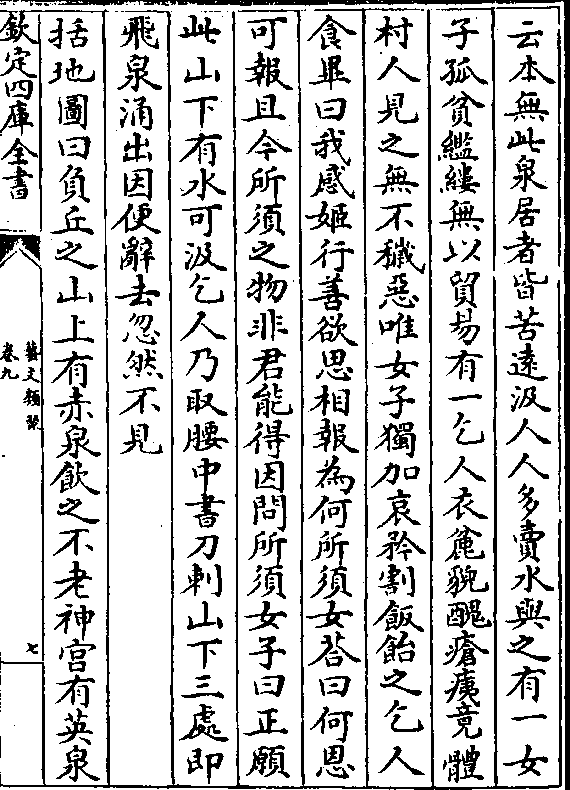 云本無此泉居者皆苦遠汲人人多賣水與之有一女
子孤貧繿縷無以貿易有一乞人衣麄貌醜瘡痍竟體
村人見之無不穢惡唯女子獨加哀矜割飯飴之乞人
食畢曰我感姬行善欲思相報為何所須女荅曰何恩
可報且今所須之物非君能得因問所須女子曰正願
此山下有水可汲乞人乃取腰中書刀刺山下三處即
飛泉涌出因便辭去忽然不見
括地圖曰負丘之山上有赤泉飲之不老神宮有英泉
欽定四庫全書
藝文類聚
卷九
七